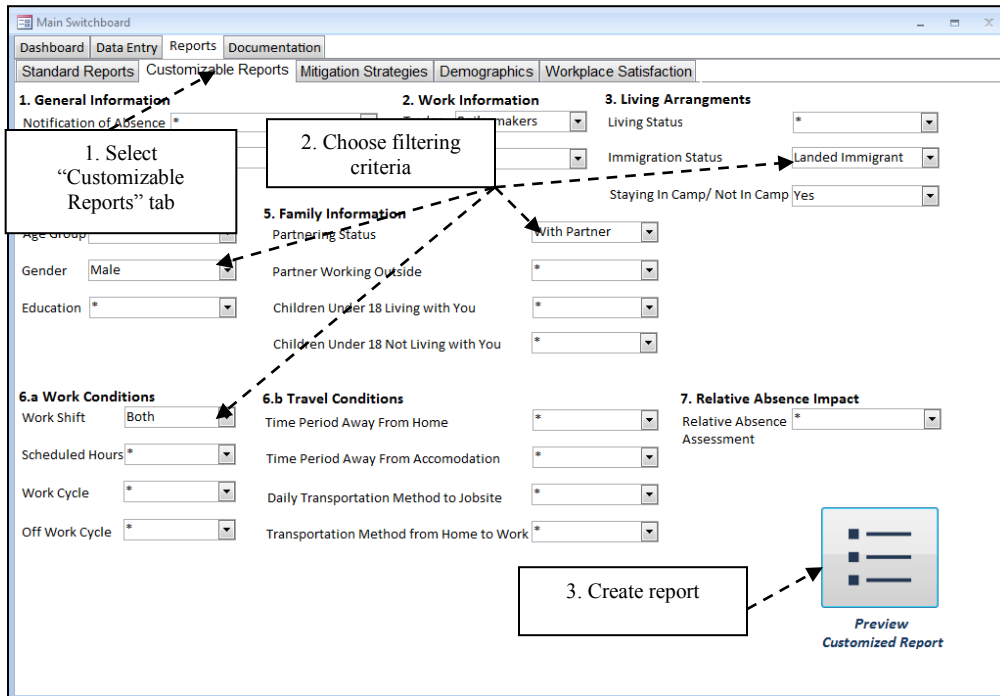 Main Switchboard
Dashboard Data Entry Reports Documentation
Standard Reports Customizable Reports Mitigation Strategies Demographics Workplace Satisfaction
1. General Information
2. Work Information
3. Living Arrangments
Notification of Absence *
Living Status *
Immigration Status Landed Immigrant
Staying In Camp/ Not In Camp Yes
1. Select
“Customizable
Reports” tab
2. Choose filtering
criteria
Age Group
Gender Male
Education *
5. Family Information
Partnering Status With Partner
Partner Working Outside *
Children Under 18 Living with You *
Children Under 18 Not Living with You *
6.a Work Conditions
Work Shift Both
Scheduled Hours *
Work Cycle *
Off Work Cycle *
6.b Travel Conditions
Time Period Away From Home *
Time Period Away From Accomodation *
Daily Transportation Method to Jobsite *
Transportation Method from Home to Work *
7. Relative Absence Impact
Relative Absence *
Assessment
3. Create report
Preview
Customized Report